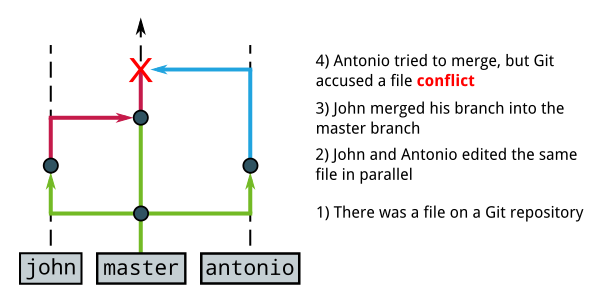 4) Antonio tried to merge, but Git
accused a file conflict
3) John merged his branch into the
master branch
2) John and Antonio edited the same
file in parallel
1) There was a file on a Git repository
john
master
antonio